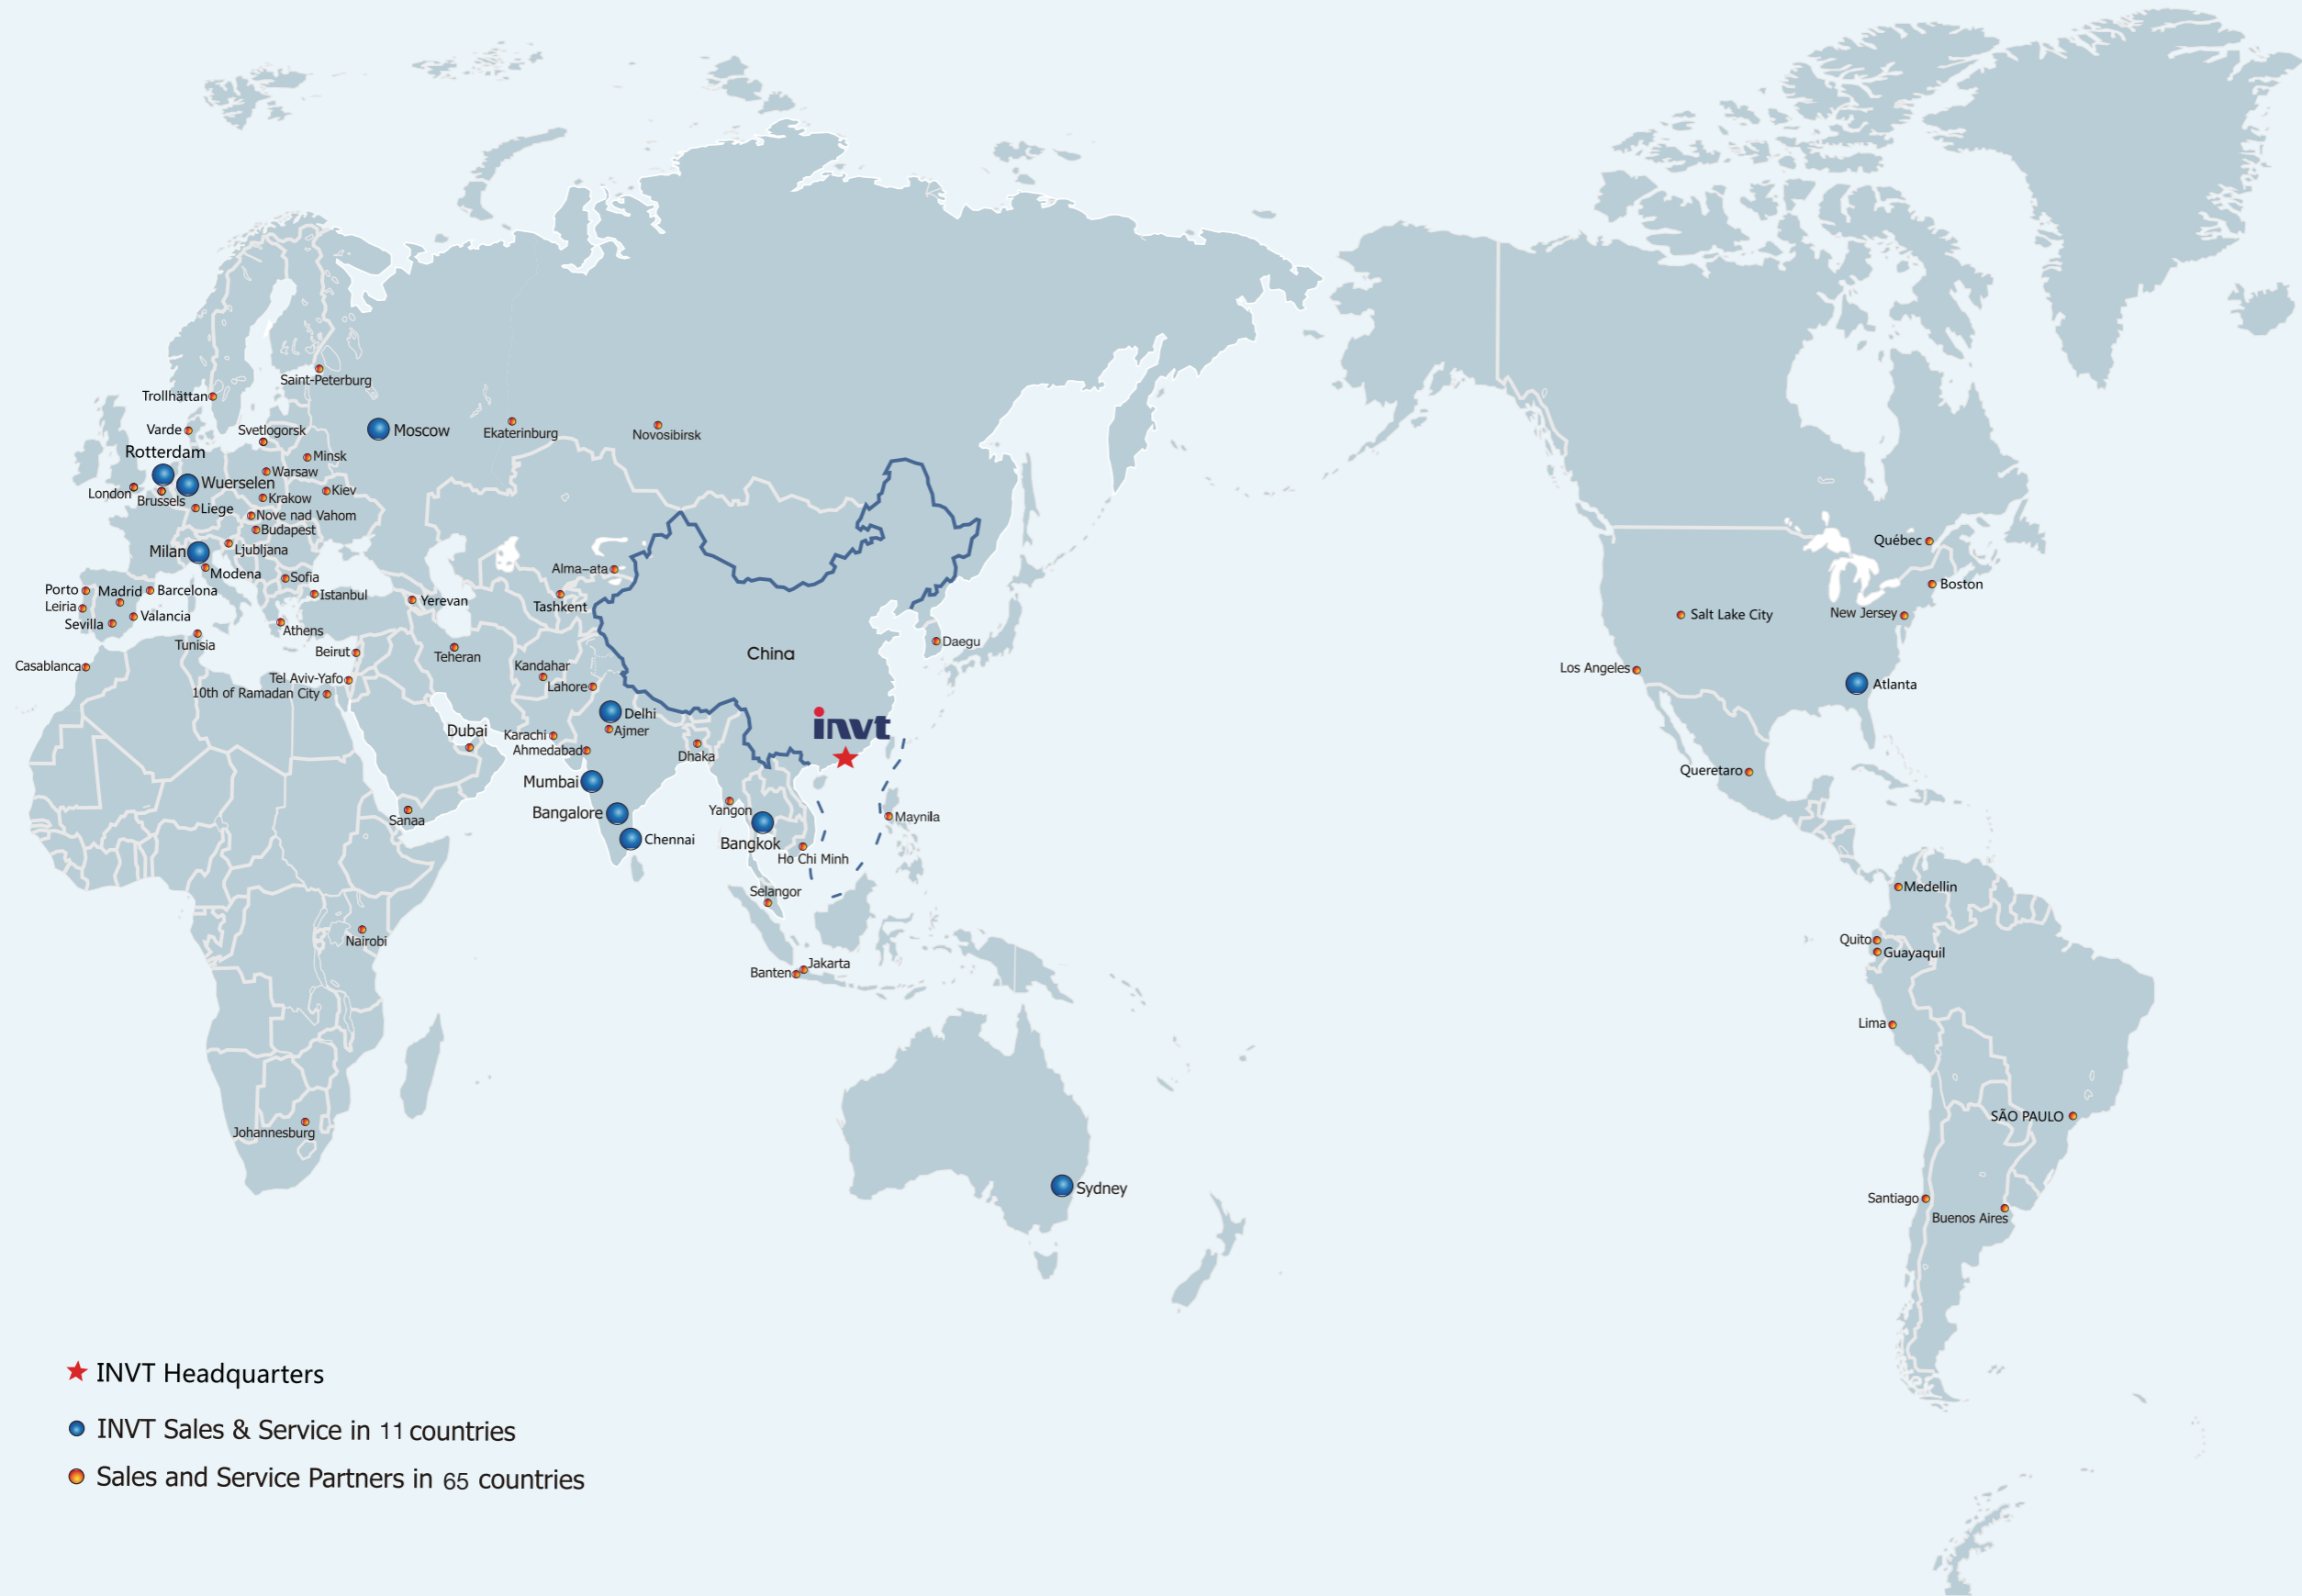 Saint-Peterburg
Trollhättan
Varde
Svetlogorsk
Moscow
Ekaterinburg
Novosibirsk
Rotterdam
Minsk
Warsaw
Wuerselen
London
Brussels
Krakow
Kiev
Liege
Nove nad Vahom
Budapest
Milan
Ljubljana
Modena
Sofia
Porto
Madrid
Barcelona
Istanbul
Leiria
Valancia
Sevilla
Athens
Tunisia
Yerevan
Alma-ata
Tashkent
Casablanca
Beirut
Teheran
Tel Aviv-Yafo
10th of Ramadan City
Kandahar
Lahore
China
Daegu
Delhi
Ajmer
invt
Dubai
Karachi
Ahmedabad
Dhaka
Mumbai
Sanaa
Bangalore
Yangon
Maynila
Chennai
Bangkok
Ho Chi Minh
Selangor
Nairobi
Jakarta
Banten
Johannesburg
Sydney
Québec
Boston
Salt Lake City
New Jersey
Los Angeles
Atlanta
Queretaro
Medellin
Quito
Guayaquil
Lima
SÃO PAULO
Santiago
Buenos Aires
INVT Headquarters
INVT Sales & Service in 11 countries
Sales and Service Partners in 65 countries